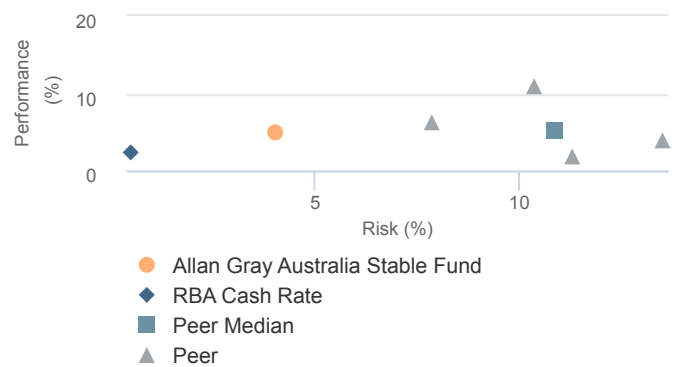 20
10
0
Performance
(%)
5
10
Risk (%)
Allan Gray Australia Stable Fund
RBA Cash Rate
Peer Median
Peer